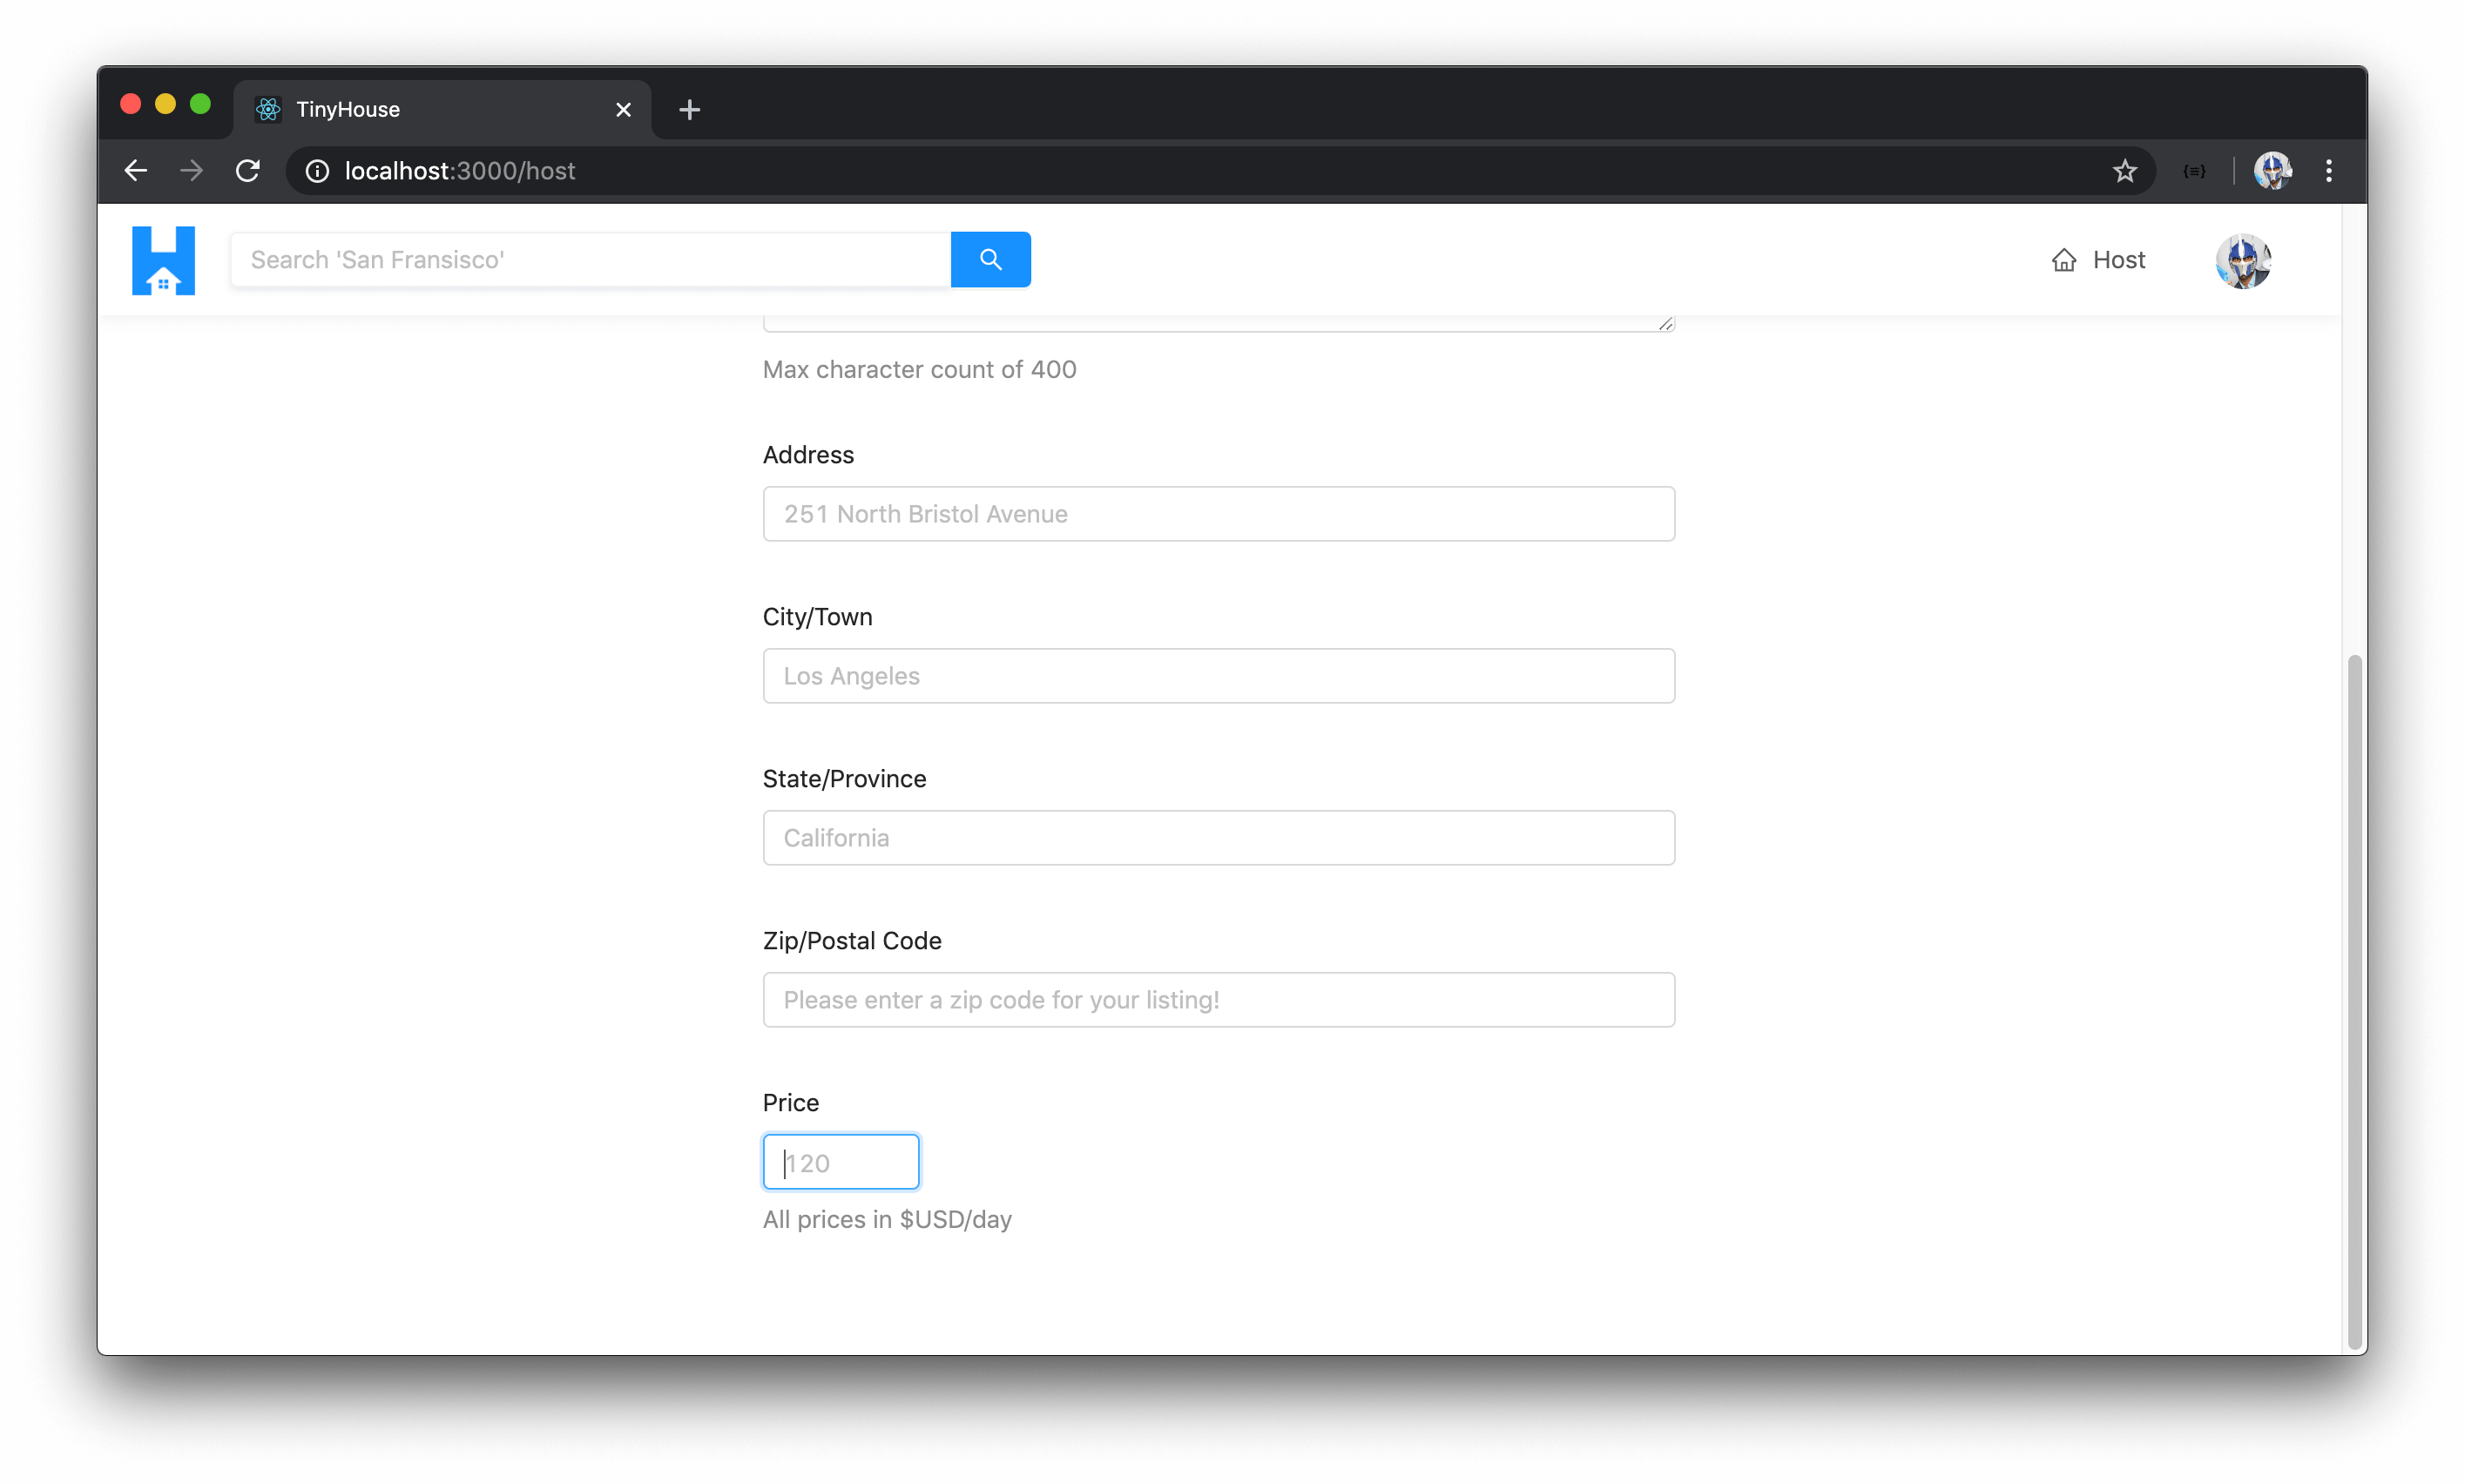 TinyHouse
localhost:3000/host
Search 'San Fransisco'
Host
Max character count of 400
Address
251 North Bristol Avenue
City/Town
Los Angeles
State/Province
California
Zip/Postal Code
Please enter a zip code for your listing!
Price
120
All prices in $USD/day